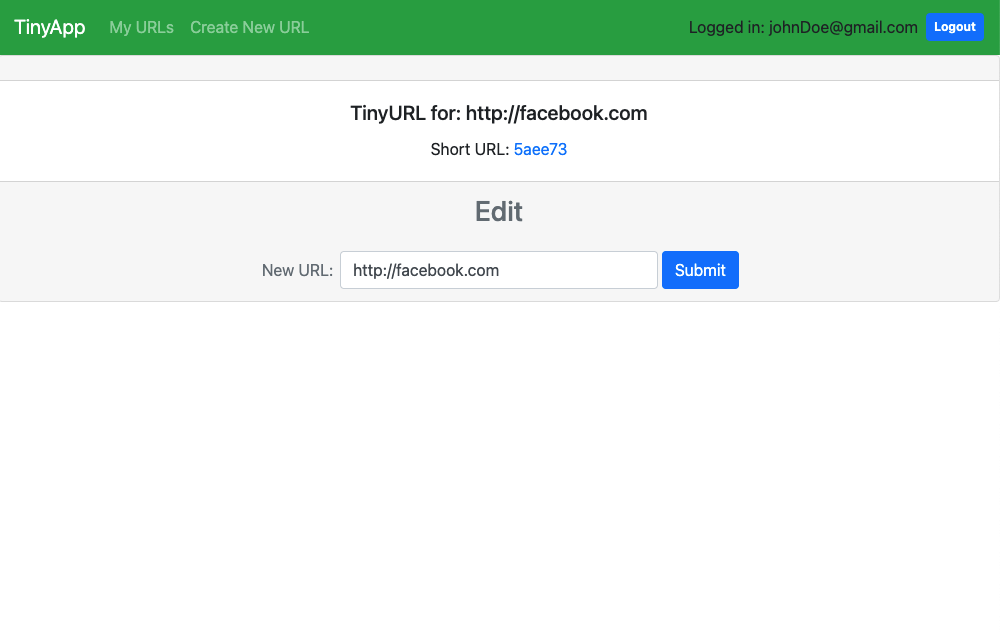 TinyApp My URLs Create New URL Logged in: johnDoe@gmail.com Logout
TinyURL for: http://facebook.com
Short URL: 5aee73
Edit
New URL: http://facebook.com Submit